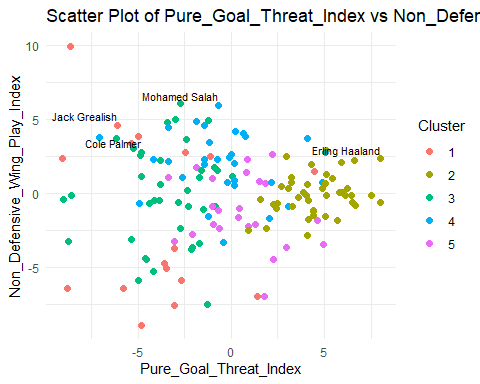 Scatter Plot of Pure_Goal_Threat_Index vs Non_Defer
10
5
0
-5
Non_Defensive_Wing_Play_Index
Mohamed Salah
Jack Grealish
Cole Palmer
Erling Haaland
-5
0
5
Pure_Goal_Threat_Index
Cluster
1
2
3
4
5